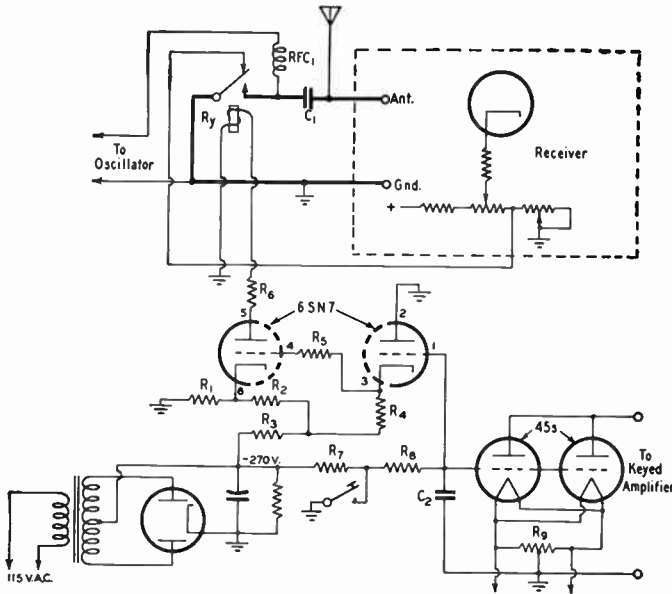 RFC1
Ant.
C1
Ry
To
Oscillator
Receiver
Gnd.
+
R6
6SN7
5
2
4
R5
1
3
R1
6
R2
R4
R3
-270V.
R7
R8
45s
To
Keyed
Amplifier
C2
R9
115 V.A.C.